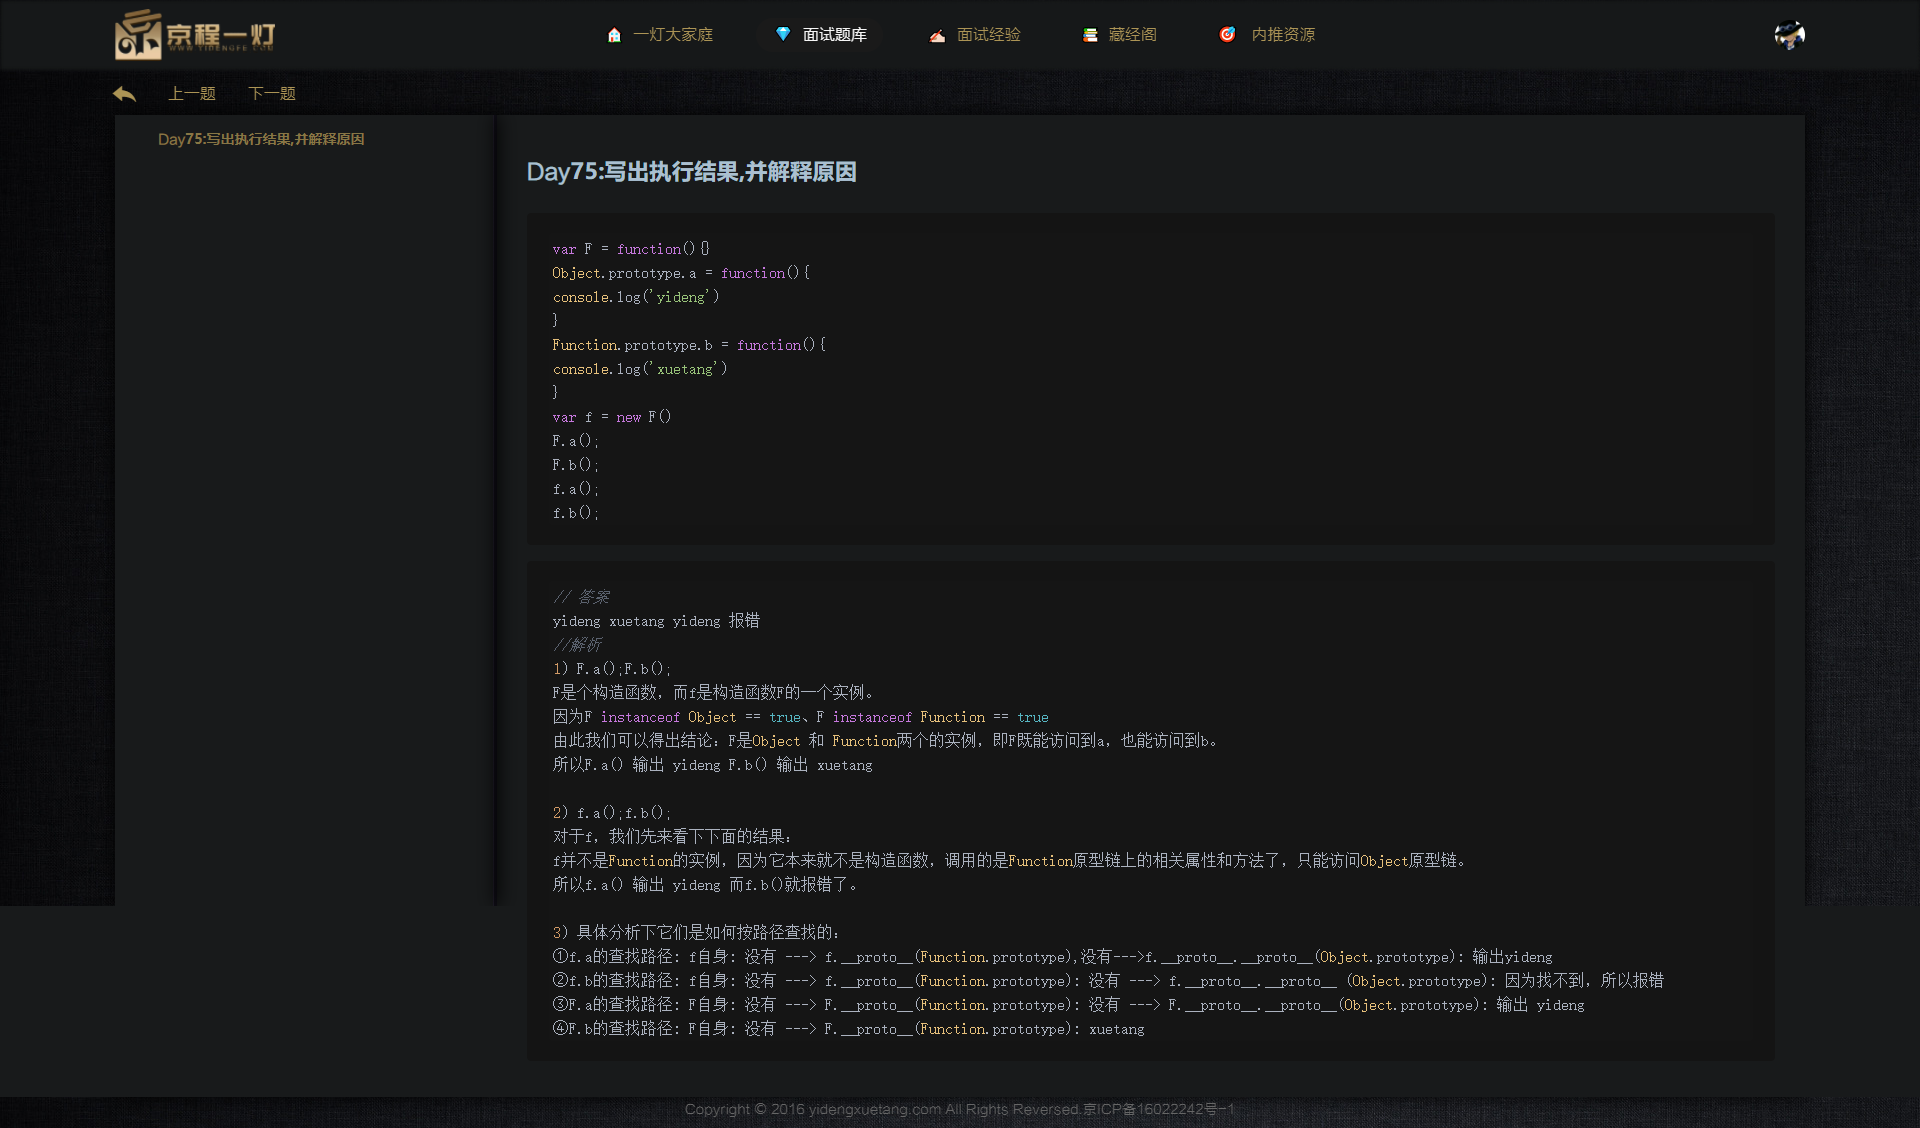 京程一灯
WWW.YIDENGFE.COM
一灯大家庭
面试题库
面试经验
藏经阁
内推资源
上一题
下一题
Day75:写出执行结果,并解释原因
Day75:写出执行结果,并解释原因
var F = function(){}
Object.prototype.a = function(){
console.log('yideng')
}
Function.prototype.b = function(){
console.log('xuetang')
}
var f = new F()
F.a();
F.b();
f.a();
f.b();
// 答案
yideng xuetang yideng 报错
//解析
1) F.a();F.b();
F是个构造函数，而f是构造函数F的一个实例。
因为F instanceof Object == true、F instanceof Function == true
由此我们可以得出结论：F是Object 和 Function两个的实例，即F既能访问到a，也能访问到b。
所以F.a() 输出 yideng F.b() 输出 xuetang
2) f.a();f.b();
对于f，我们先来看下下面的结果：
f并不是Function的实例，因为它本来就不是构造函数，调用的是Function原型链上的相关属性和方法了，只能访问Object原型链。
所以f.a() 输出 yideng 而f.b()就报错了。
3) 具体分析下它们是如何按路径查找的：
①f.a的查找路径：f自身：没有 ---> f.__proto__(Function.prototype),没有--->f.__proto__.__proto__(Object.prototype)：输出yideng
②f.b的查找路径：f自身：没有 ---> f.__proto__(Function.prototype)：没有 ---> f.__proto__.__proto__ (Object.prototype)：因为找不到，所以报错
③F.a的查找路径：F自身：没有 ---> F.__proto__(Function.prototype)：没有 ---> F.__proto__.__proto__(Object.prototype)：输出 yideng
④F.b的查找路径：F自身：没有 ---> F.__proto__(Function.prototype)：xuetang
Copyright © 2016 yidengxuetang.com All Rights Reversed.京ICP备16022242号-1